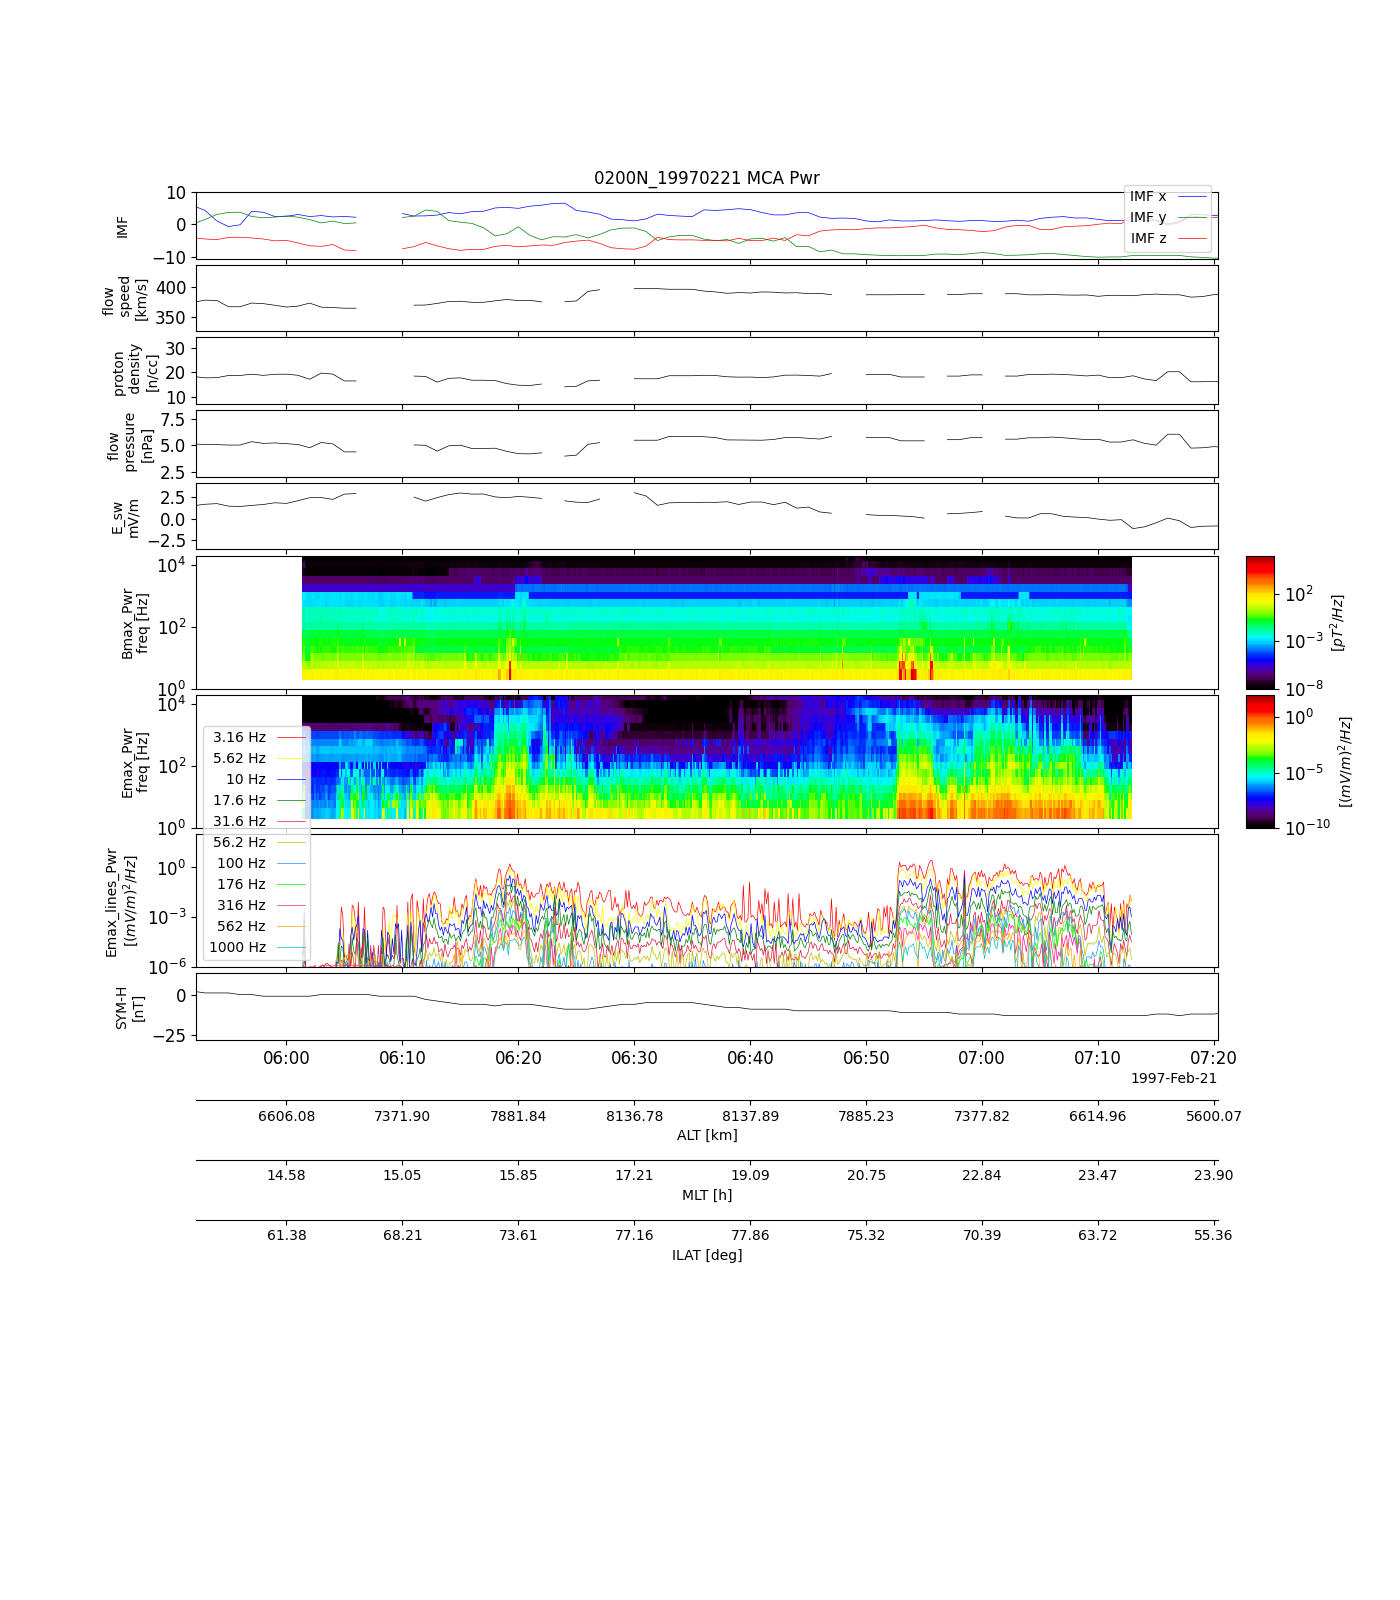 0200N_19970221 MCA Pwr
10
0
−10
IMF
IMF x
IMF y
IMF z
400
350
flow
speed
[km/s]
30
20
10
proton
density
[n/cc]
7.5
5.0
2.5
flow
pressure
[nPa]
2.5
0.0
−2.5
E_sw
mV/m
10^4
10^2
10^0
Bmax_Pwr
freq [Hz]
10^2
10^−3
10^−8
[pT^2/Hz]
10^4
10^2
10^0
Emax_Pwr
freq [Hz]
10^0
10^−5
10^−10
[(mV/m)^2/Hz]
3.16 Hz
5.62 Hz
10 Hz
17.6 Hz
31.6 Hz
56.2 Hz
100 Hz
176 Hz
316 Hz
562 Hz
1000 Hz
10^0
10^−3
10^−6
Emax_lines_Pwr
[(mV/m)^2/Hz]
0
−25
SYM-H
[nT]
06:00 06:10 06:20 06:30 06:40 06:50 07:00 07:10 07:20
1997-Feb-21
6606.08 7371.90 7881.84 8136.78 8137.89 7885.23 7377.82 6614.96 5600.07
ALT [km]
14.58 15.05 15.85 17.21 19.09 20.75 22.84 23.47 23.90
MLT [h]
61.38 68.21 73.61 77.16 77.86 75.32 70.39 63.72 55.36
ILAT [deg]